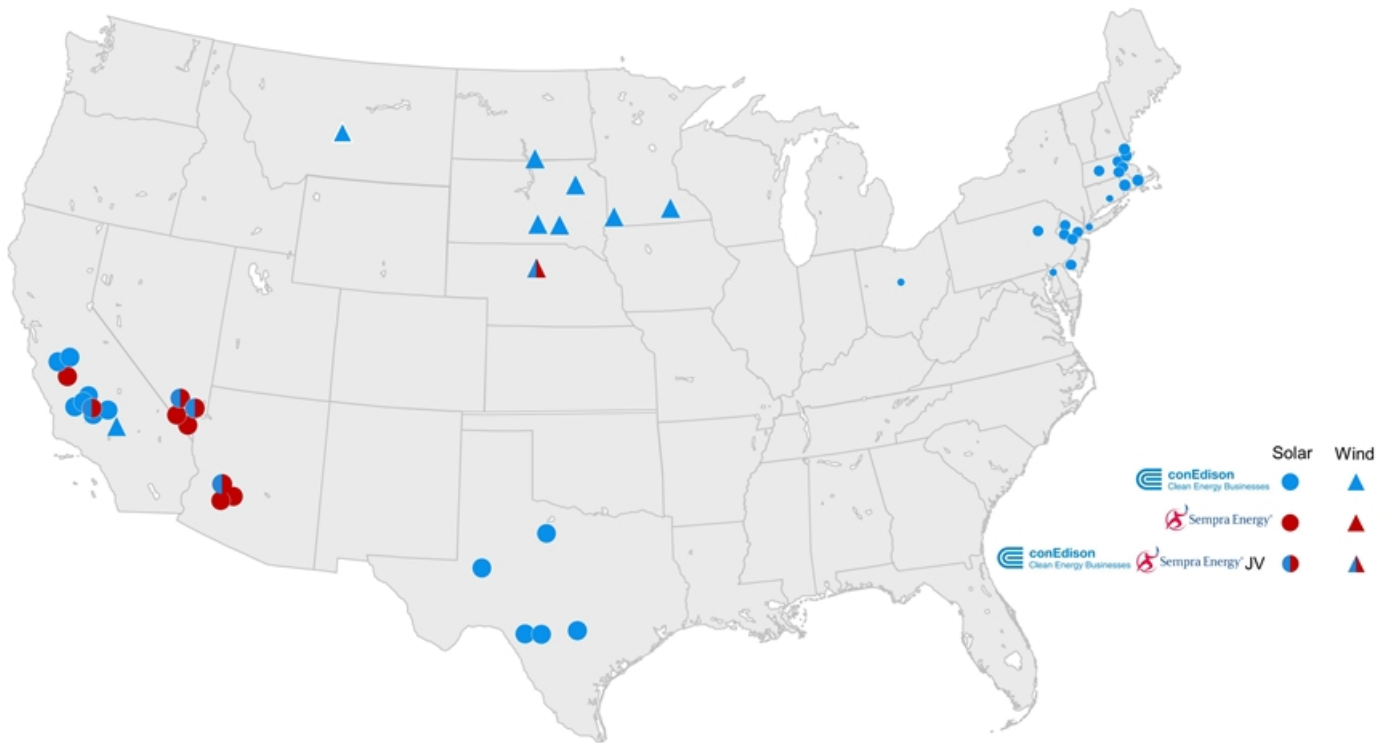 Solar Wind
conEdison
Clean Energy Businesses
Sempra Energy®
conEdison
Clean Energy Businesses
Sempra Energy® JV